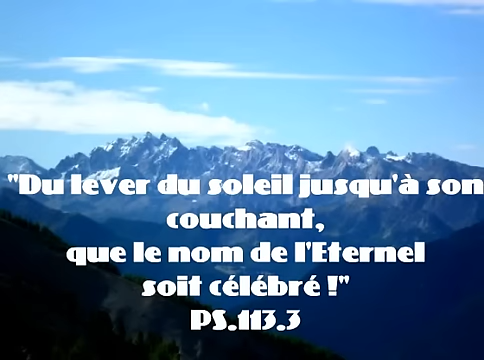 "Du lever du soleil jusqu'à son
couchant,
que le nom de l'Eternel
soit célébré !"
PS.113.3